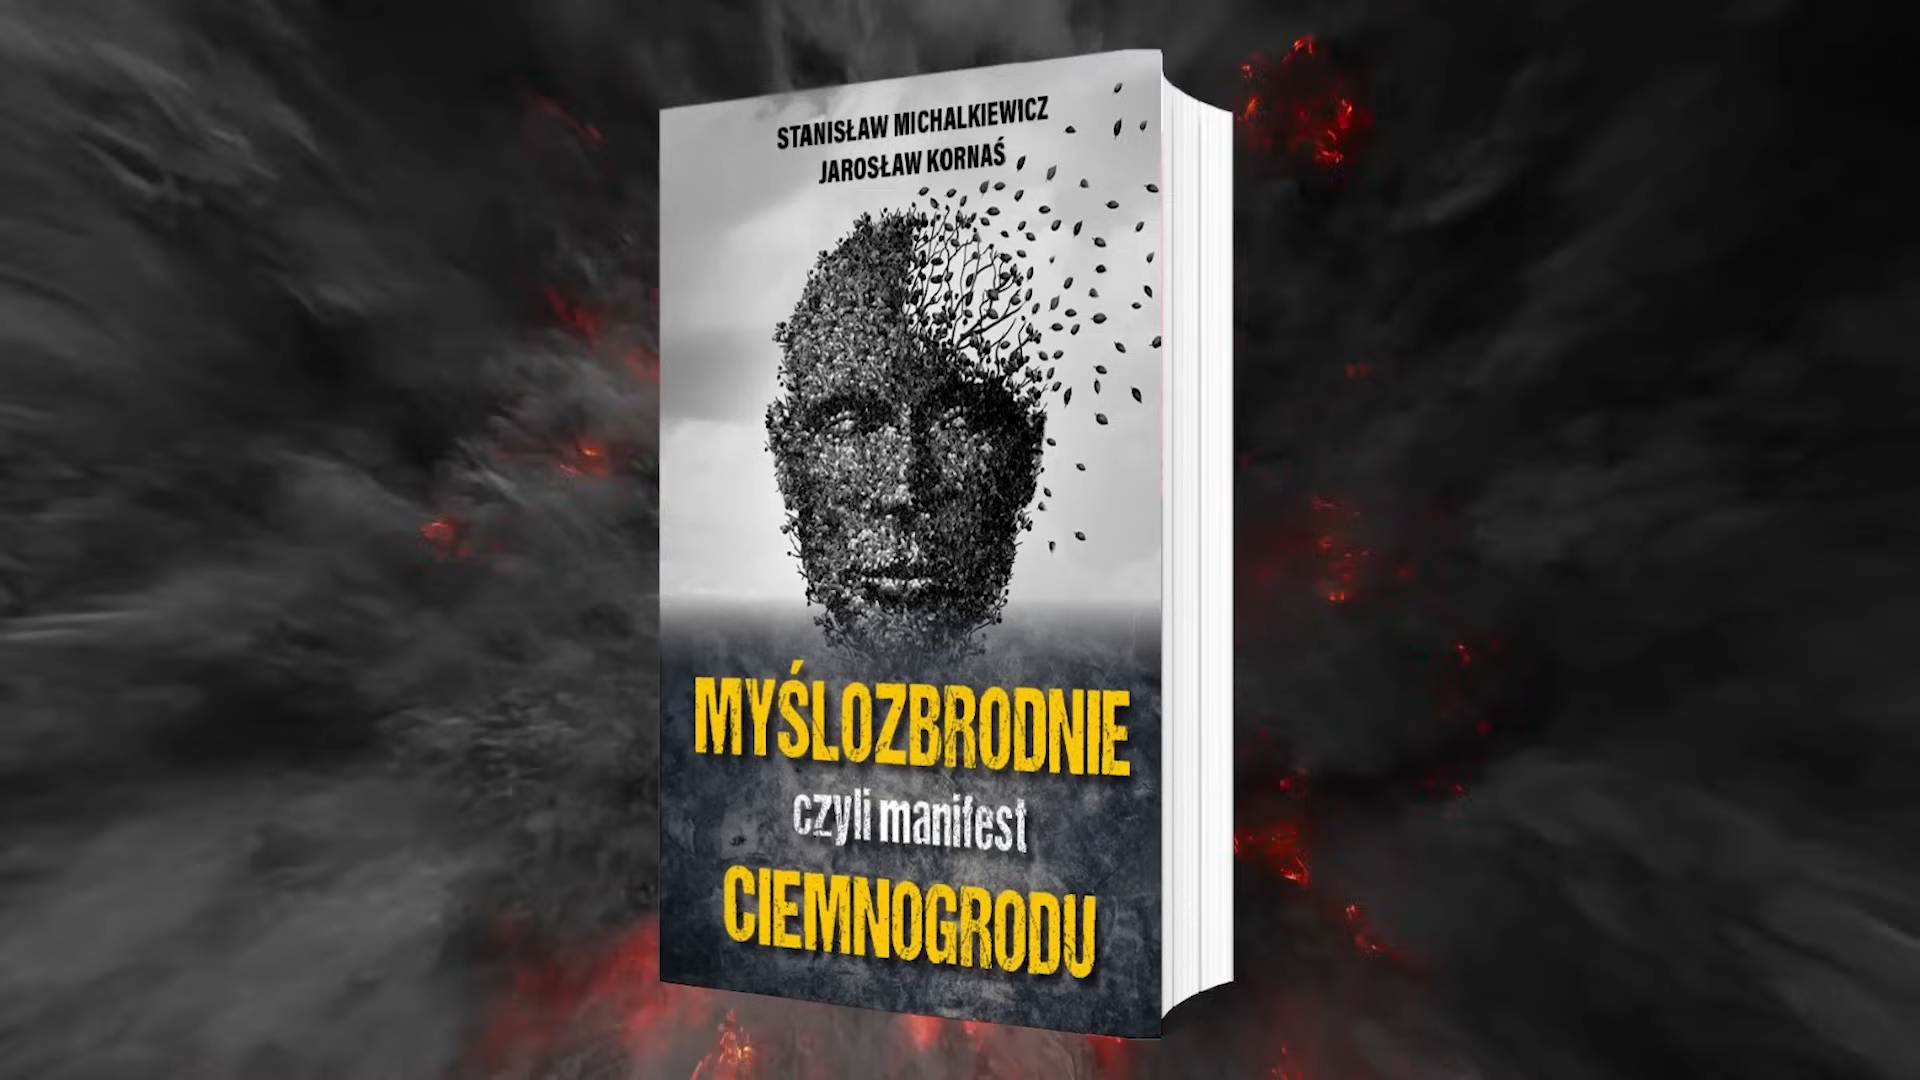 STANISŁAW MICHALKIEWICZ
JAROSŁAW KORNAŚ
MYŚLOZBRODNIE
czyli manifest
CIEMNOGRODU